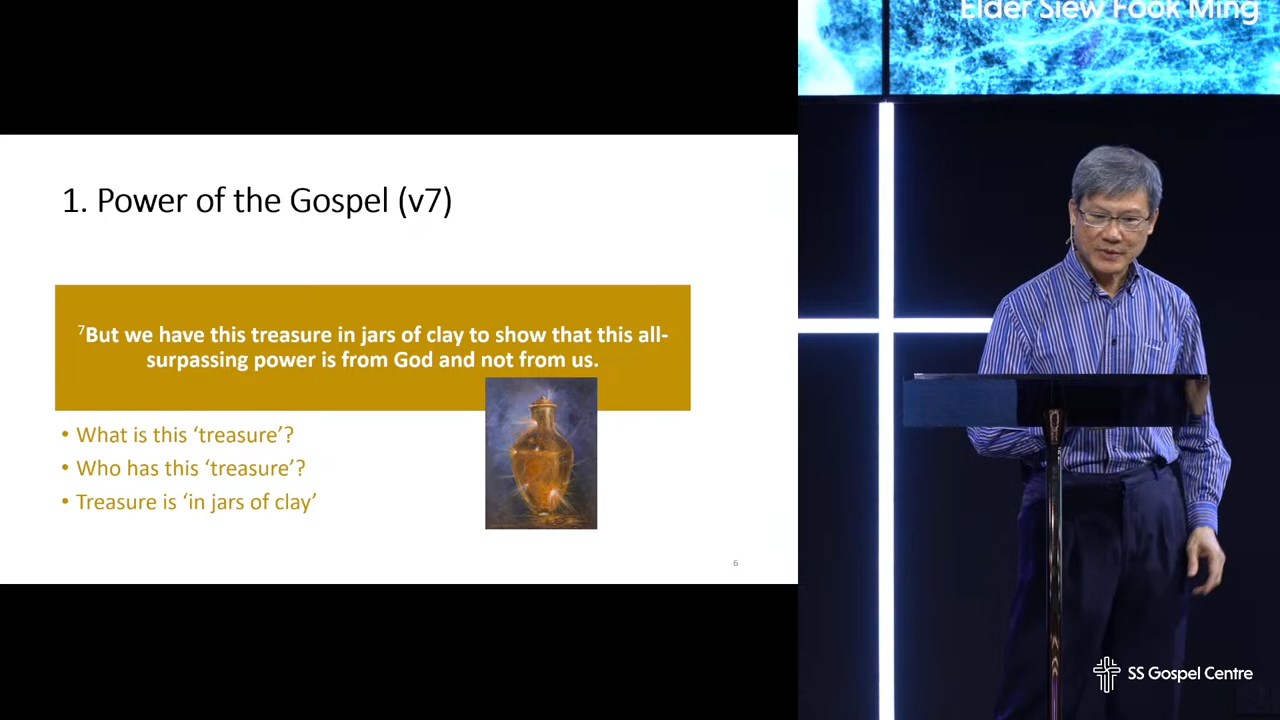 Elder Siew Fook Ming
1. Power of the Gospel (v7)
7But we have this treasure in jars of clay to show that this all-
surpassing power is from God and not from us.
• What is this ‘treasure’?
• Who has this ‘treasure’?
• Treasure is ‘in jars of clay’
6
SS Gospel Centre